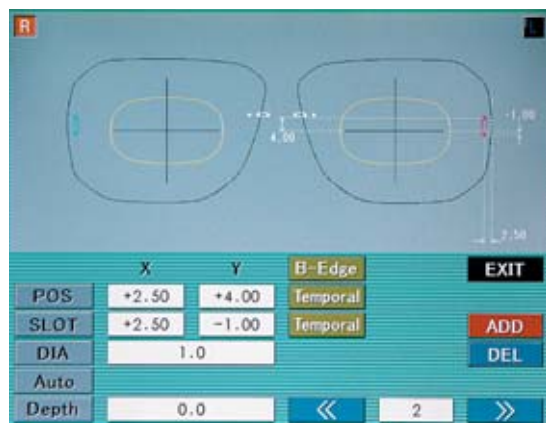 R L
-1.00
4.00
2.50
X Y B-Edge EXIT
POS +2.50 +4.00 Temporal
SLOT +2.50 -1.00 Temporal ADD
DIA 1.0 DEL
Auto
Depth 0.0 << 2 >>